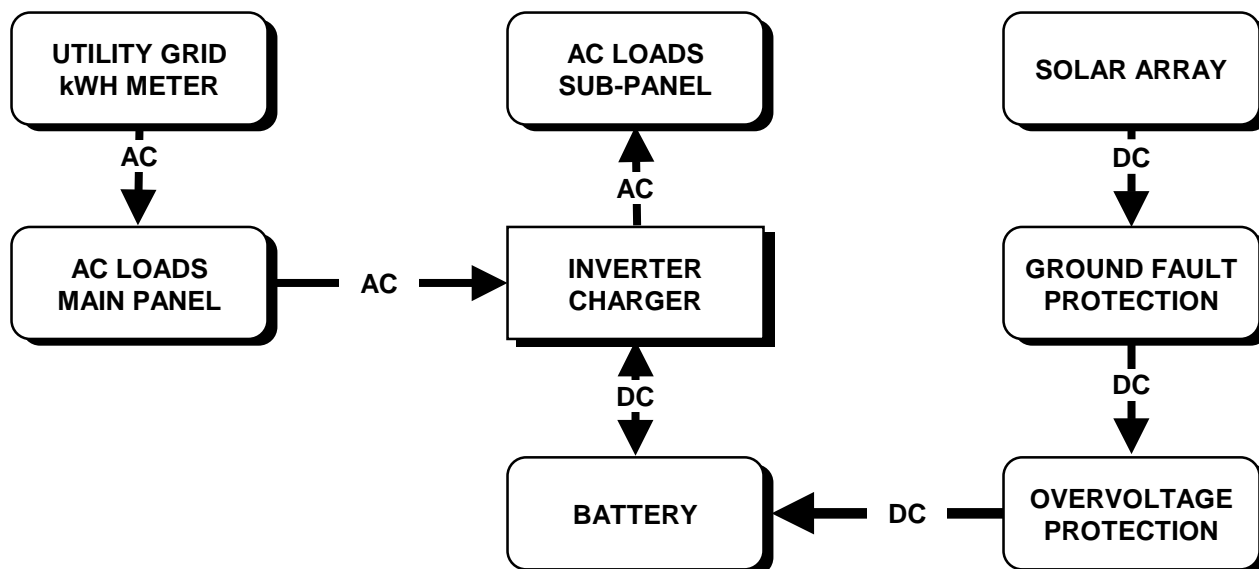 UTILITY GRID
kWH METER
AC LOADS
SUB-PANEL
SOLAR ARRAY
AC
AC
DC
AC LOADS
MAIN PANEL
AC
INVERTER
CHARGER
GROUND FAULT
PROTECTION
DC
DC
BATTERY
DC
OVERVOLTAGE
PROTECTION